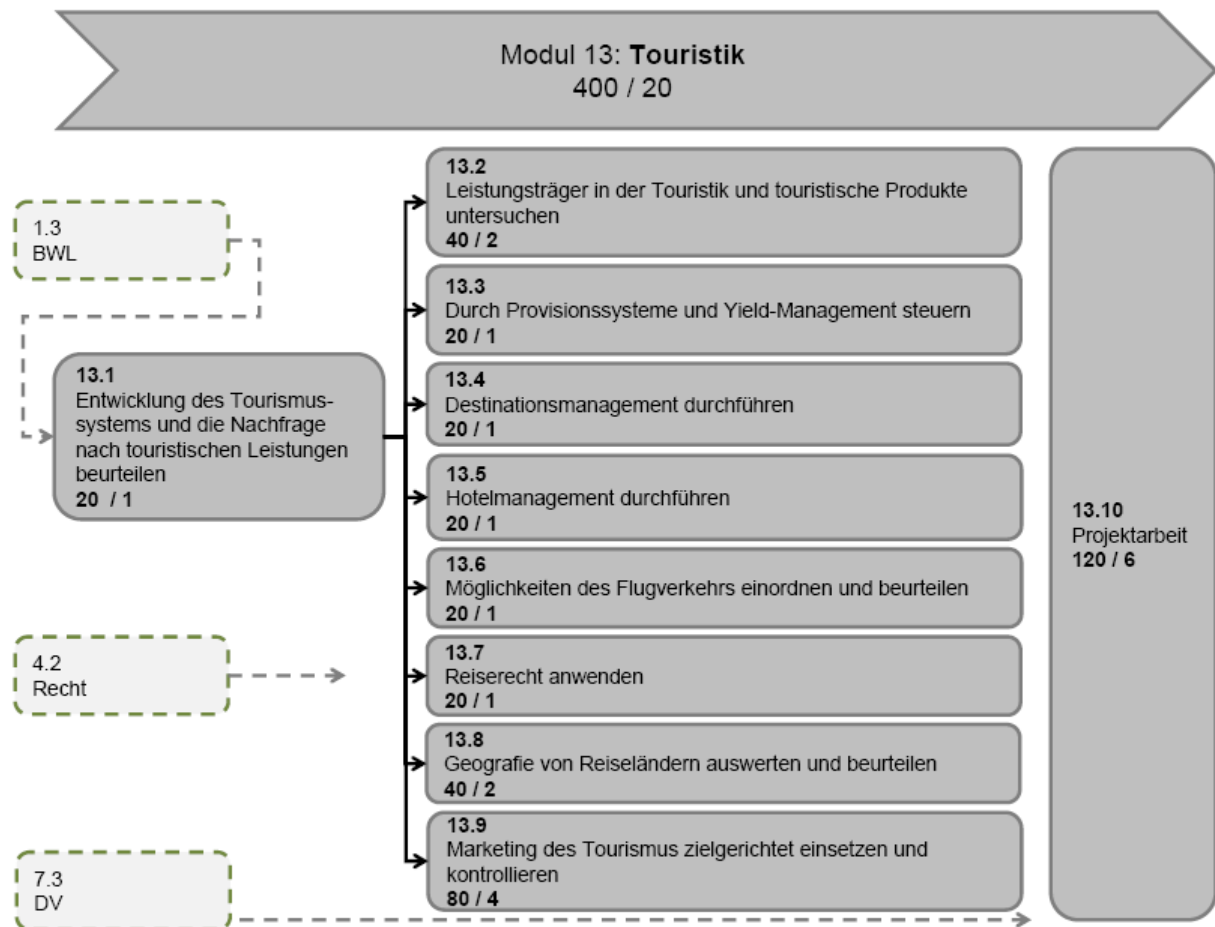 Modul 13: Touristik
400 / 20
1.3
BWL
13.1
Entwicklung des Tourismus-
systems und die Nachfrage
nach touristischen Leistungen
beurteilen
20 / 1
4.2
Recht
7.3
DV
13.2
Leistungsträger in der Touristik und touristische Produkte
untersuchen
40 / 2
13.3
Durch Provisionssysteme und Yield-Management steuern
20 / 1
13.4
Destinationsmanagement durchführen
20 / 1
13.5
Hotelmanagement durchführen
20 / 1
13.6
Möglichkeiten des Flugverkehrs einordnen und beurteilen
20 / 1
13.7
Reiserecht anwenden
20 / 1
13.8
Geografie von Reiseländern auswerten und beurteilen
40 / 2
13.9
Marketing des Tourismus zielgerichtet einsetzen und
kontrollieren
80 / 4
13.10
Projektarbeit
120 / 6